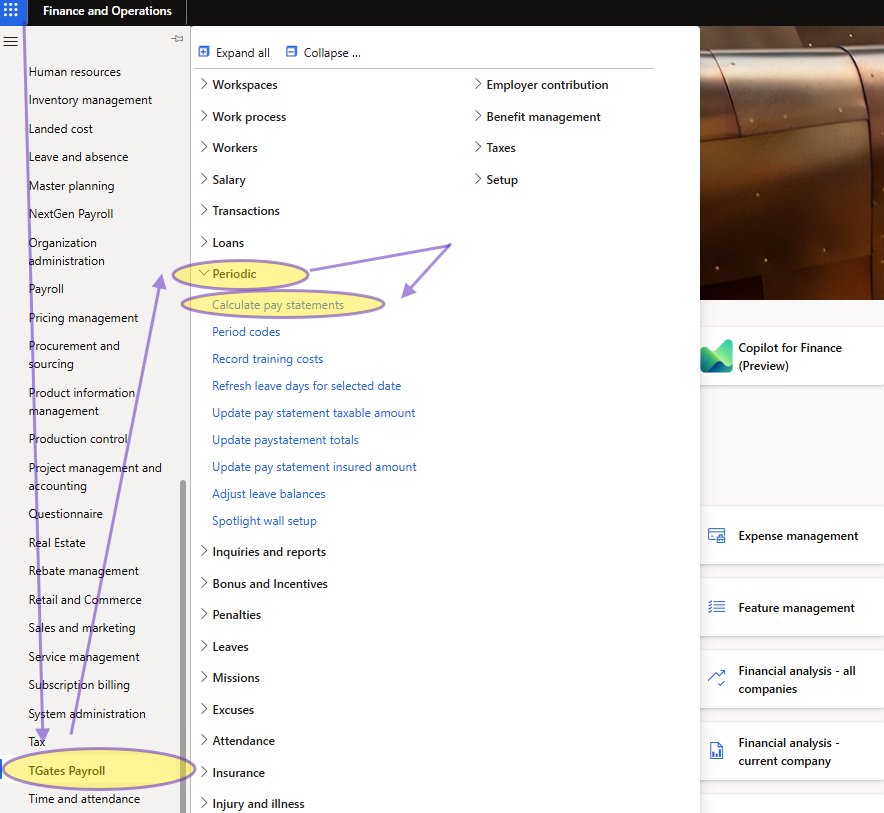 Finance and Operations
Human resources
Inventory management
Landed cost
Leave and absence
Master planning
NextGen Payroll
Organization
administration
Payroll
Pricing management
Procurement and
sourcing
Product information
management
Production control
Project management and
accounting
Questionnaire
Real Estate
Rebate management
Retail and Commerce
Sales and marketing
Service management
Subscription billing
System administration
Tax
TGates Payroll
Time and attendance
Expand all
Collapse ...
Workspaces
Work process
Workers
Salary
Transactions
Loans
Periodic
Calculate pay statements
Period codes
Record training costs
Refresh leave days for selected date
Update pay statement taxable amount
Update paystatement totals
Update pay statement insured amount
Adjust leave balances
Spotlight wall setup
Inquiries and reports
Bonus and Incentives
Penalties
Leaves
Missions
Excuses
Attendance
Insurance
Injury and illness
Employer contribution
Benefit management
Taxes
Setup
Copilot for Finance
(Preview)
Expense management
Feature management
Financial analysis - all
companies
Financial analysis -
current company